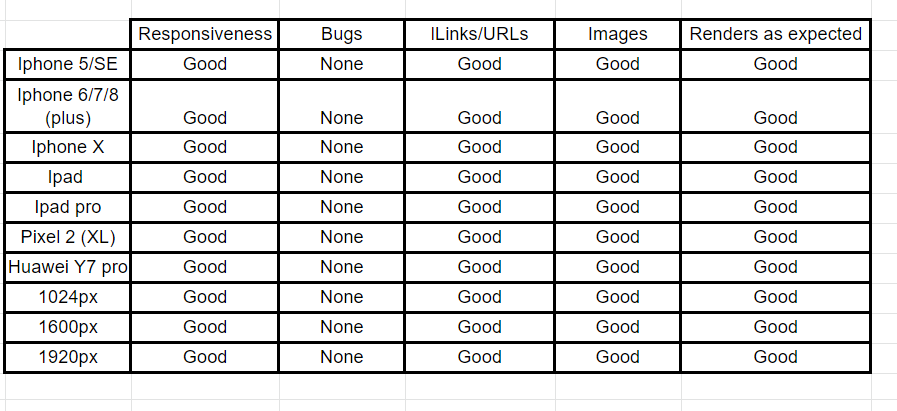 Responsiveness Bugs lLinks/URLs Images Renders as expected
Iphone 5/SE Good None Good Good Good
Iphone 6/7/8
(plus) Good None Good Good Good
Iphone X Good None Good Good Good
Ipad Good None Good Good Good
Ipad pro Good None Good Good Good
Pixel 2 (XL) Good None Good Good Good
Huawei Y7 pro Good None Good Good Good
1024px Good None Good Good Good
1600px Good None Good Good Good
1920px Good None Good Good Good